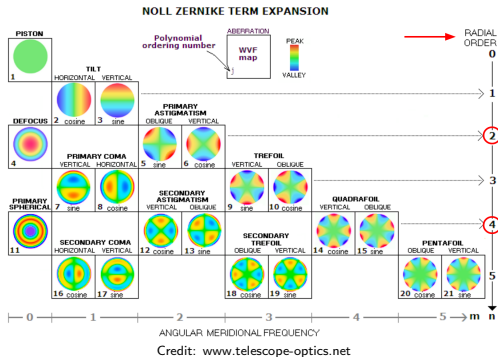 NOLL ZERNIKE TERM EXPANSION
PISTON
1
Polynomial
ordering number
ABERRATION
WVF
map
PEAK
VALLEY
RADIAL
ORDER
0
TILT
HORIZONTAL VERTICAL
2 cosine 3 sine
1
DEFOCUS
4
PRIMARY
ASTIGMATISM
OBLIQUE VERTICAL
5 sine 6 cosine
2
PRIMARY COMA
VERTICAL HORIZONTAL
7 sine 8 cosine
TREFOIL
VERTICAL OBLIQUE
9 sine 10 cosine
3
PRIMARY
SPHERICAL
11
SECONDARY
ASTIGMATISM
VERTICAL OBLIQUE
12 cosine 13 sine
QUADRAFOIL
VERTICAL OBLIQUE
14 cosine 15 sine
4
SECONDARY COMA
HORIZONTAL VERTICAL
16 cosine 17 sine
SECONDARY
TREFOIL
OBLIQUE VERTICAL
18 cosine 19 sine
PENTAFOIL
OBLIQUE VERTICAL
20 cosine 21 sine
5
0 1 2 3 4 5 m n
ANGULAR MERIDIONAL FREQUENCY
Credit: www.telescope-optics.net